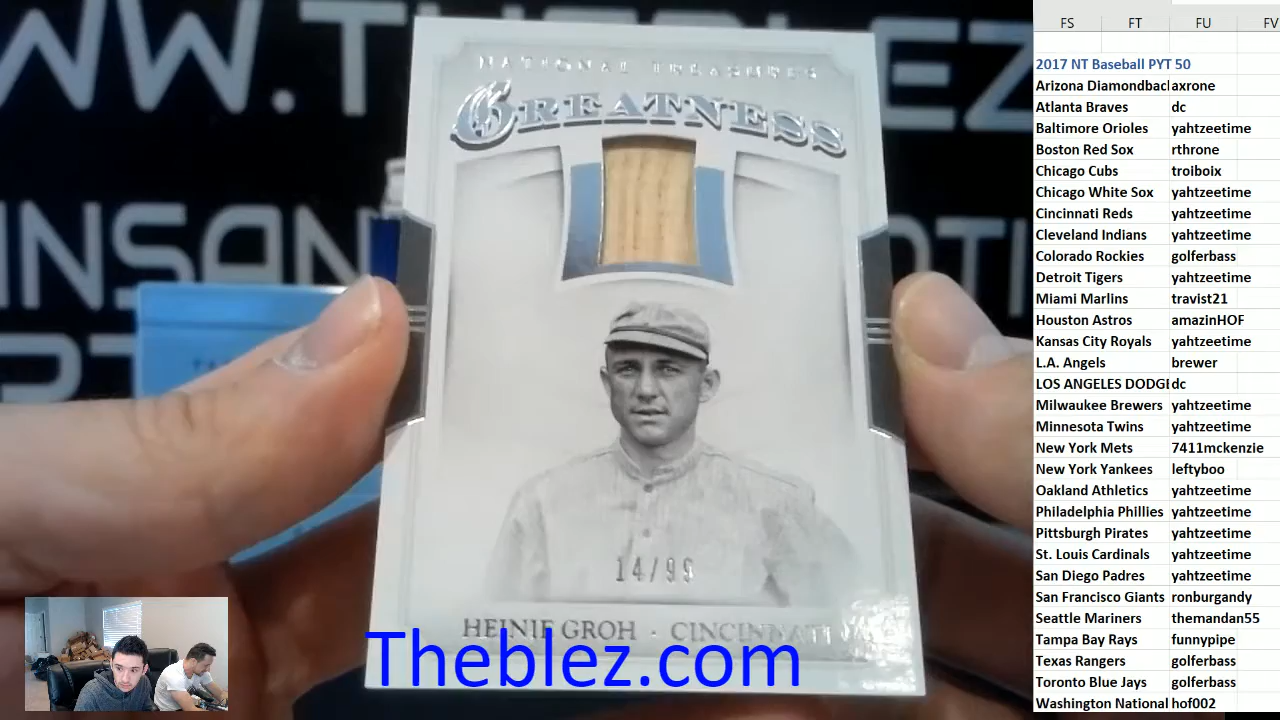 WWW.THEBLEZ
INSAN
NATIONAL TREASURES
GREATNESS
14/99
HEINIE GROH · CINCINNATI
Theblez.com
FS FT FU FV
2017 NT Baseball PYT 50
Arizona Diamondbac axrone
Atlanta Braves dc
Baltimore Orioles yahtzeetime
Boston Red Sox rthrone
Chicago Cubs troiboix
Chicago White Sox yahtzeetime
Cincinnati Reds yahtzeetime
Cleveland Indians yahtzeetime
Colorado Rockies golferbass
Detroit Tigers yahtzeetime
Miami Marlins travist21
Houston Astros amazinHOF
Kansas City Royals yahtzeetime
L.A. Angels brewer
LOS ANGELES DODGE dc
Milwaukee Brewers yahtzeetime
Minnesota Twins yahtzeetime
New York Mets 7411mckenzie
New York Yankees leftyboo
Oakland Athletics yahtzeetime
Philadelphia Phillies yahtzeetime
Pittsburgh Pirates yahtzeetime
St. Louis Cardinals yahtzeetime
San Diego Padres yahtzeetime
San Francisco Giants ronburgandy
Seattle Mariners themandan55
Tampa Bay Rays funnypipe
Texas Rangers golferbass
Toronto Blue Jays golferbass
Washington National hof002